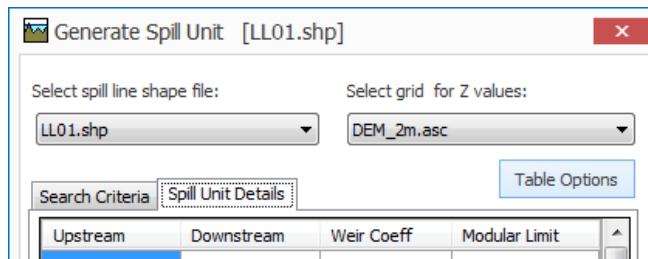 Generate Spill Unit [LL01.shp]
Select spill line shape file: Select grid for Z values:
LL01.shp DEM_2m.asc
Table Options
Search Criteria Spill Unit Details
Upstream Downstream Weir Coeff Modular Limit